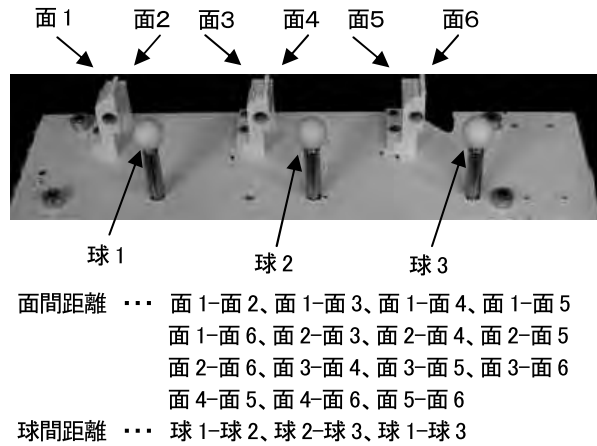 面1 面2 面3 面4 面5 面6
球1 球2 球3
面間距離 ･･･ 面1-面2、面1-面3、面1-面4、面1-面5
面1-面6、面2-面3、面2-面4、面2-面5
面2-面6、面3-面4、面3-面5、面3-面6
面4-面5、面4-面6、面5-面6
球間距離 ･･･ 球1-球2、球2-球3、球1-球3